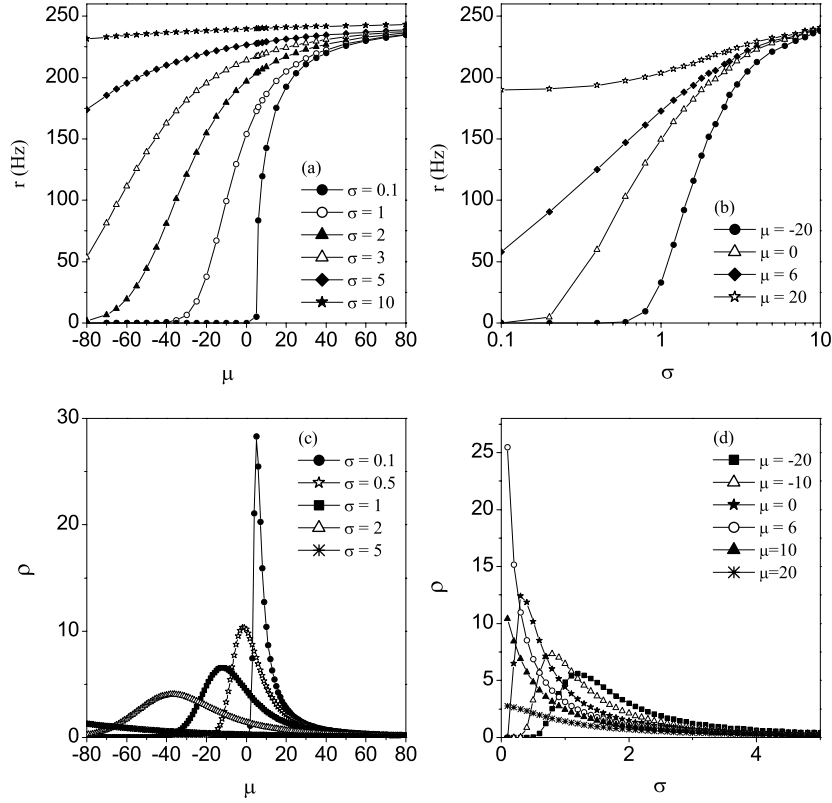 250
200
150
100
50
0
r (Hz)
(a)
σ = 0.1
σ = 1
σ = 2
σ = 3
σ = 5
σ = 10
-80 -60 -40 -20 0 20 40 60 80
μ
250
200
150
100
50
0
r (Hz)
(b)
μ = -20
μ = 0
μ = 6
μ = 20
0.1 1 10
σ
30
20
10
0
ρ
(c)
σ = 0.1
σ = 0.5
σ = 1
σ = 2
σ = 5
-80 -60 -40 -20 0 20 40 60 80
μ
25
20
15
10
5
0
ρ
(d)
μ = -20
μ = -10
μ = 0
μ = 6
μ=10
μ=20
0 2 4
σ